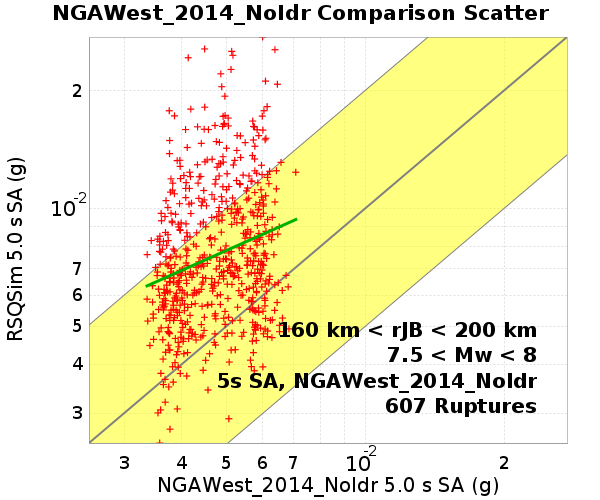 NGAWest_2014_NoIdr Comparison Scatter
RSQSim 5.0 s SA (g)
2
10-2
7
6
5
4
3
160 km < rJB < 200 km
7.5 < Mw < 8
5s SA, NGAWest_2014_NoIdr
607 Ruptures
3 4 5 6 7 10-2 2
NGAWest_2014_NoIdr 5.0 s SA (g)